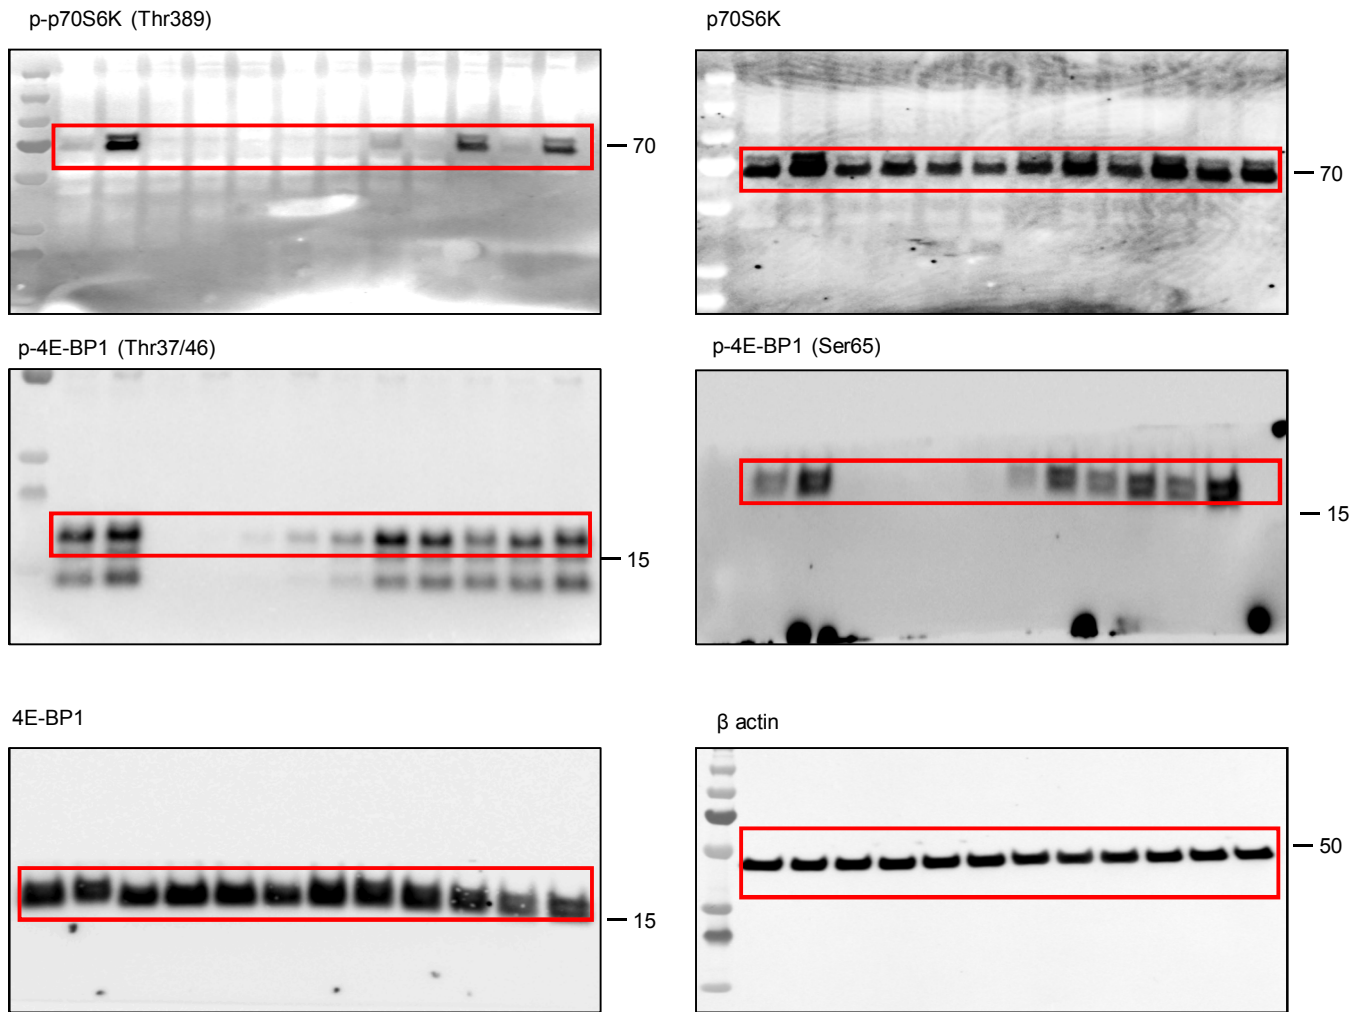 p-p70S6K (Thr389)
p70S6K
70
70
p-4E-BP1 (Thr37/46)
p-4E-BP1 (Ser65)
15
15
4E-BP1
β actin
15
50